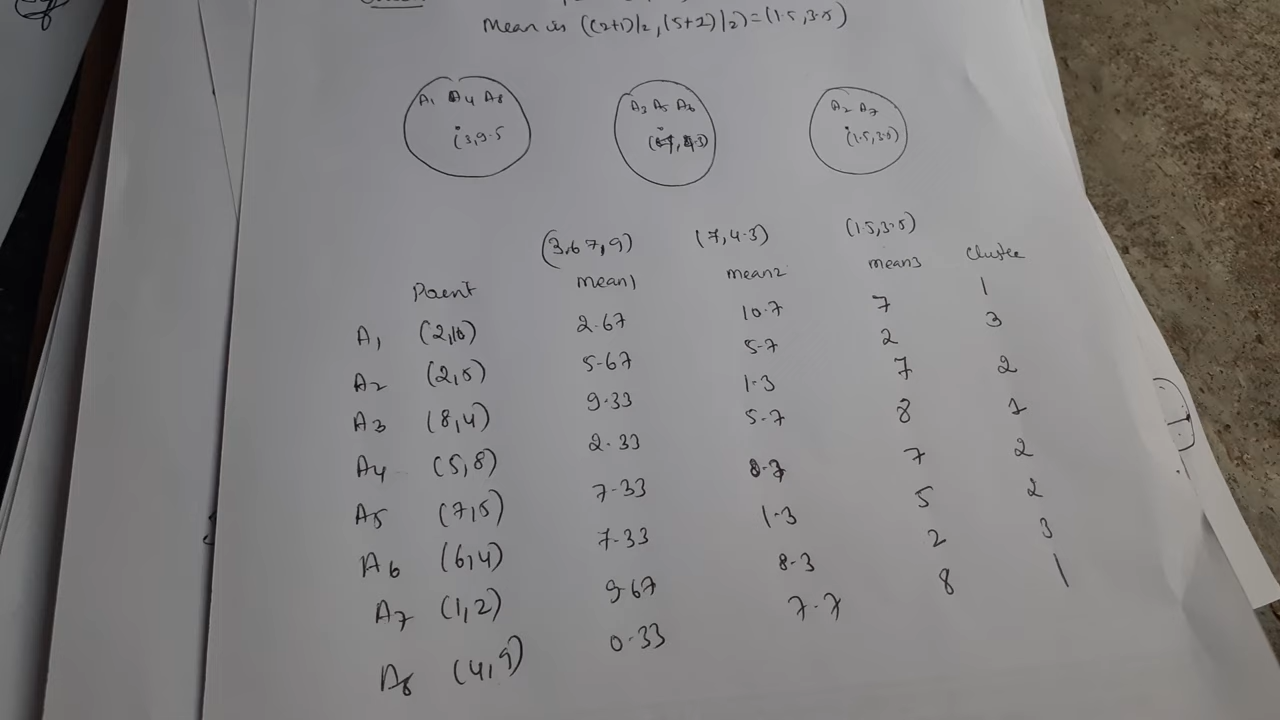 Mean is ((2+1)/2, (5+2)/2) = (1.5, 3.5)
A1 A4 A8
(3, 9.5
A3 A5 A6
A2 A7
(1.5, 3.5)
(3.67, 9) (7, 4.3) (1.5, 3.5)
Point mean1 mean2 mean3 Cluster
A1 (2,10) 2.67 10.7 7 1
A2 (2,5) 5.67 5.7 2 3
A3 (8,4) 9.33 1.3 7 2
A4 (5,8) 2.33 5.7 8 1
A5 (7,5) 7.33 0.7 7 2
A6 (6,4) 7.33 1.3 5 2
A7 (1,2) 9.67 8.3 2 3
A8 (4,9) 0.33 7.7 8 1